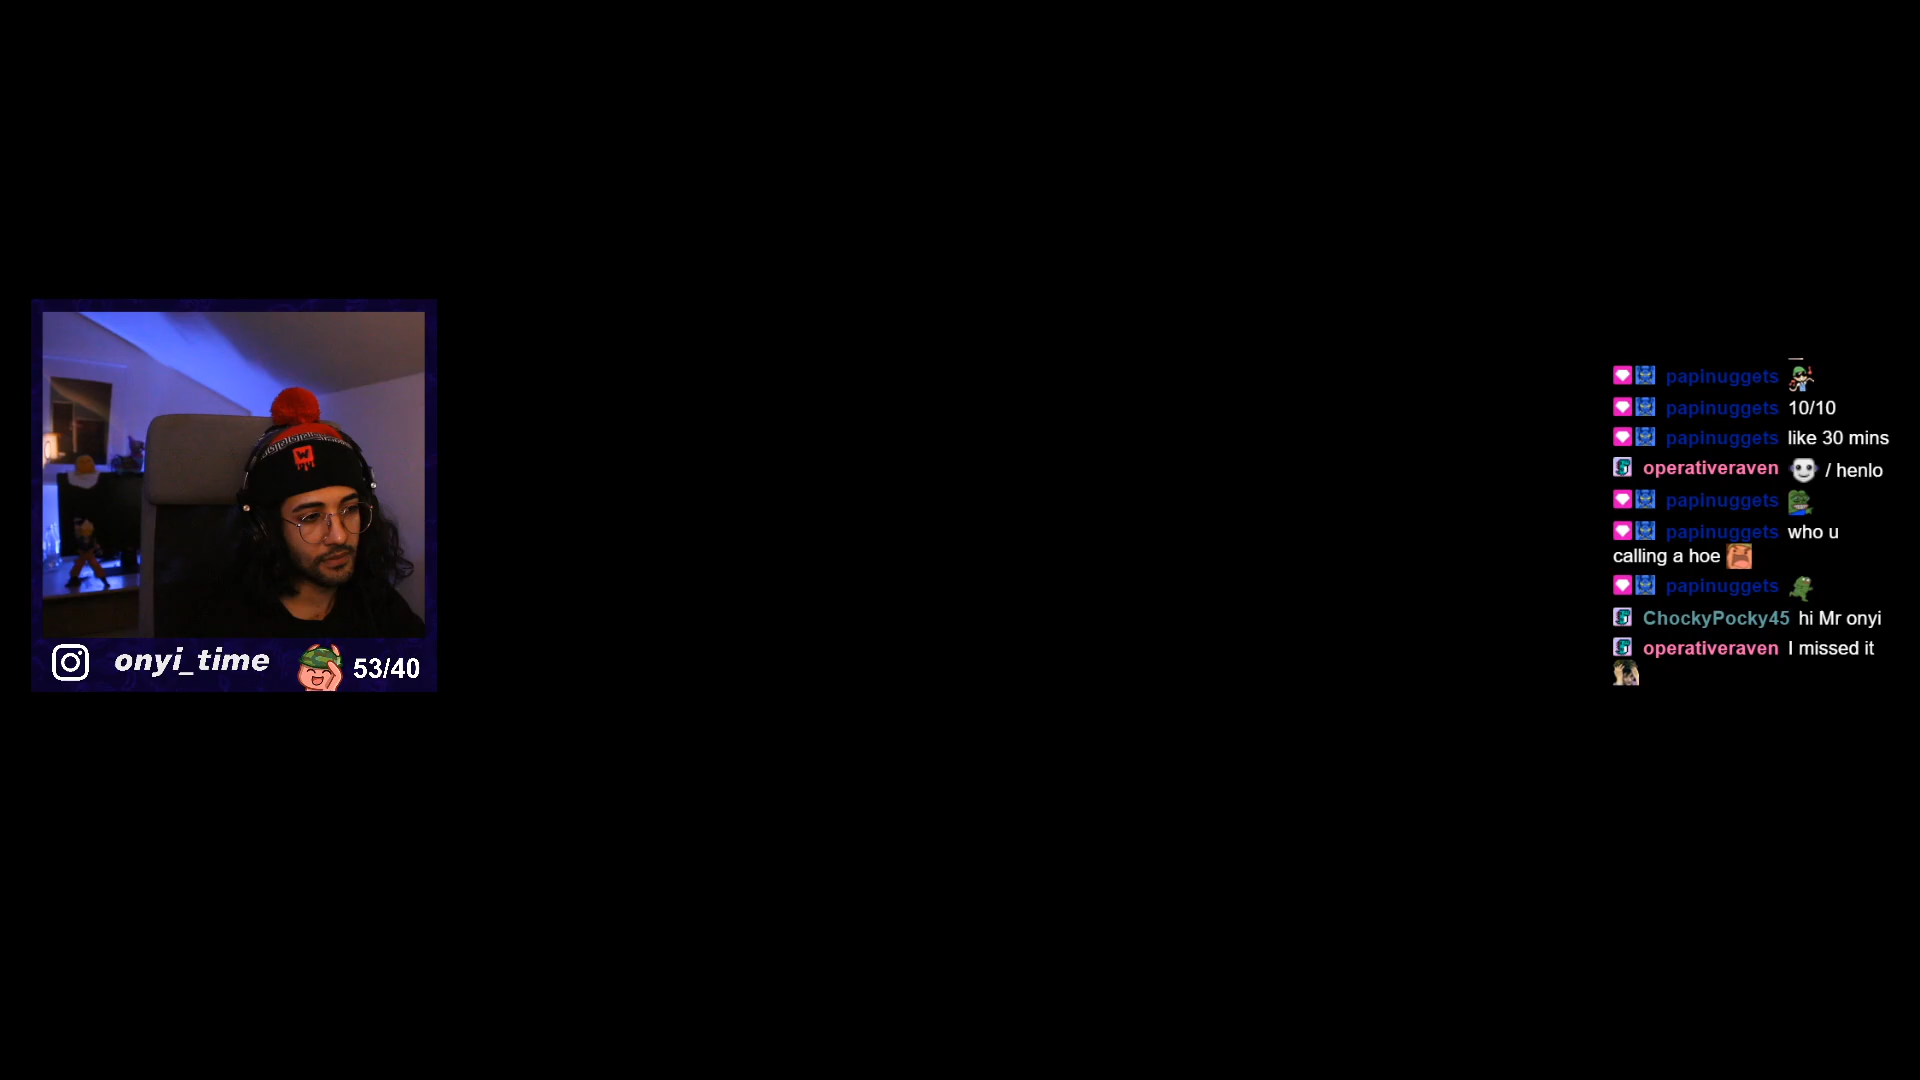 W
onyi_time
53/40
papinuggets
papinuggets 10/10
papinuggets like 30 mins
operativeraven / henlo
papinuggets
papinuggets who u
calling a hoe
papinuggets
ChockyPocky45 hi Mr onyi
operativeraven I missed it